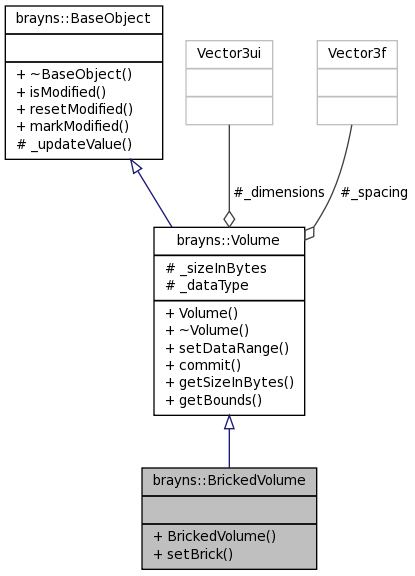 brayns::BaseObject
+ ~BaseObject()
+ isModified()
+ resetModified()
+ markModified()
# _updateValue()
Vector3ui
Vector3f
#_dimensions
#_spacing
brayns::Volume
# _sizeInBytes
# _dataType
+ Volume()
+ ~Volume()
+ setDataRange()
+ commit()
+ getSizeInBytes()
+ getBounds()
brayns::BrickedVolume
+ BrickedVolume()
+ setBrick()